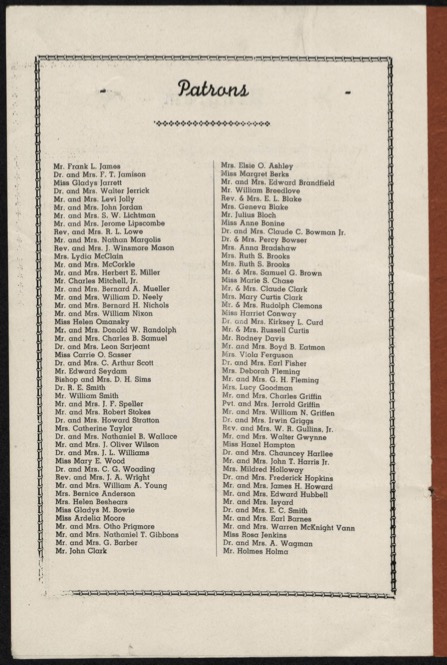 Patrons
Mr. Frank L. James
Dr. and Mrs. F. T. Jamison
Miss Gladys Jarrett
Dr. and Mrs. Walter Jerrick
Mr. and Mrs. Levi Jolly
Mr. and Mrs. John Jordan
Mr. and Mrs. S. W. Lichtman
Mr. and Mrs. Jerome Lipscombe
Rev. and Mrs. R. L. Lowe
Mr. and Mrs. Nathan Margolis
Rev. and Mrs. J. Winsmore Mason
Mrs. Lydia McClain
Mr. and Mrs. McCorkle
Mr. and Mrs. Herbert E. Miller
Mr. Charles Mitchell, Jr.
Mr. and Mrs. Bernard A. Mueller
Mr. and Mrs. William D. Neely
Mr. and Mrs. Bernard H. Nichols
Mr. and Mrs. William Nixon
Miss Helen Omansky
Mr. and Mrs. Donald W. Randolph
Mr. and Mrs. Charles B. Samuel
Dr. and Mrs. Leon Sarjeant
Miss Carrie O. Sasser
Dr. and Mrs. C. Arthur Scott
Mr. Edward Seydam
Bishop and Mrs. D. H. Sims
Dr. R. E. Smith
Mr. William Smith
Mr. and Mrs. J. F. Speller
Mr. and Mrs. Robert Stokes
Dr. and Mrs. Howard Stratton
Mrs. Catherine Taylor
Dr. and Mrs. Nathaniel B. Wallace
Mr. and Mrs. J. Oliver Wilson
Dr. and Mrs. J. L. Williams
Miss Mary E. Wood
Dr. and Mrs. C. G. Woading
Rev. and Mrs. J. A. Wright
Mr. and Mrs. William A. Young
Mrs. Bernice Anderson
Mrs. Helen Beshears
Miss Gladys M. Bowie
Miss Ardelia Moore
Mr. and Mrs. Otho Prigmore
Mr. and Mrs. Nathaniel T. Gibbons
Mr. and Mrs. G. Barber
Mr. John Clark
Mrs. Elsie O. Ashley
Miss Margret Berks
Mr. and Mrs. Edward Brandfield
Mr. William Breedlove
Rev. & Mrs. E. L. Blake
Mrs. Geneva Blake
Mr. Julius Bloch
Miss Anne Bonine
Dr. and Mrs. Claude C. Bowman Jr.
Dr. & Mrs. Percy Bowser
Mrs. Anna Bradshaw
Mrs. Ruth S. Brooks
Mrs. Ruth S. Brooks
Mr. & Mrs. Samuel G. Brown
Miss Marie S. Chase
Mr. & Mrs. Claude Clark
Mrs. Mary Curtis Clark
Mr. & Mrs. Rudolph Clemons
Miss Harriet Conway
Dr. and Mrs. Kirksey L. Curd
Mr. & Mrs. Russell Curtis
Mr. Rodney Davis
Mr. and Mrs. Boyd B. Eatmon
Mrs. Viola Ferguson
Dr. and Mrs. Earl Fisher
Mrs. Deborah Fleming
Mr. and Mrs. G. H. Fleming
Mrs. Lucy Goodman
Mr. and Mrs. Charles Griffin
Pvt. and Mrs. Jerrold Griffin
Mr. and Mrs. William N. Griffen
Dr. and Mrs. Irwin Griggs
Rev. and Mrs. W. R. Gullins, Jr.
Mr. and Mrs. Walter Gwynne
Miss Hazel Hampton
Dr. and Mrs. Chauncey Harllee
Mr. and Mrs. John T. Harris Jr.
Mrs. Mildred Holloway
Dr. and Mrs. Frederick Hopkins
Mr. and Mrs. James H. Howard
Mr. and Mrs. Edward Hubbell
Mr. and Mrs. Isyard
Dr. and Mrs. E. C. Smith
Mr. and Mrs. Earl Barnes
Mr. and Mrs. Warren McKnight Vann
Miss Rosa Jenkins
Dr. and Mrs. A. Wagman
Mr. Holmes Holma